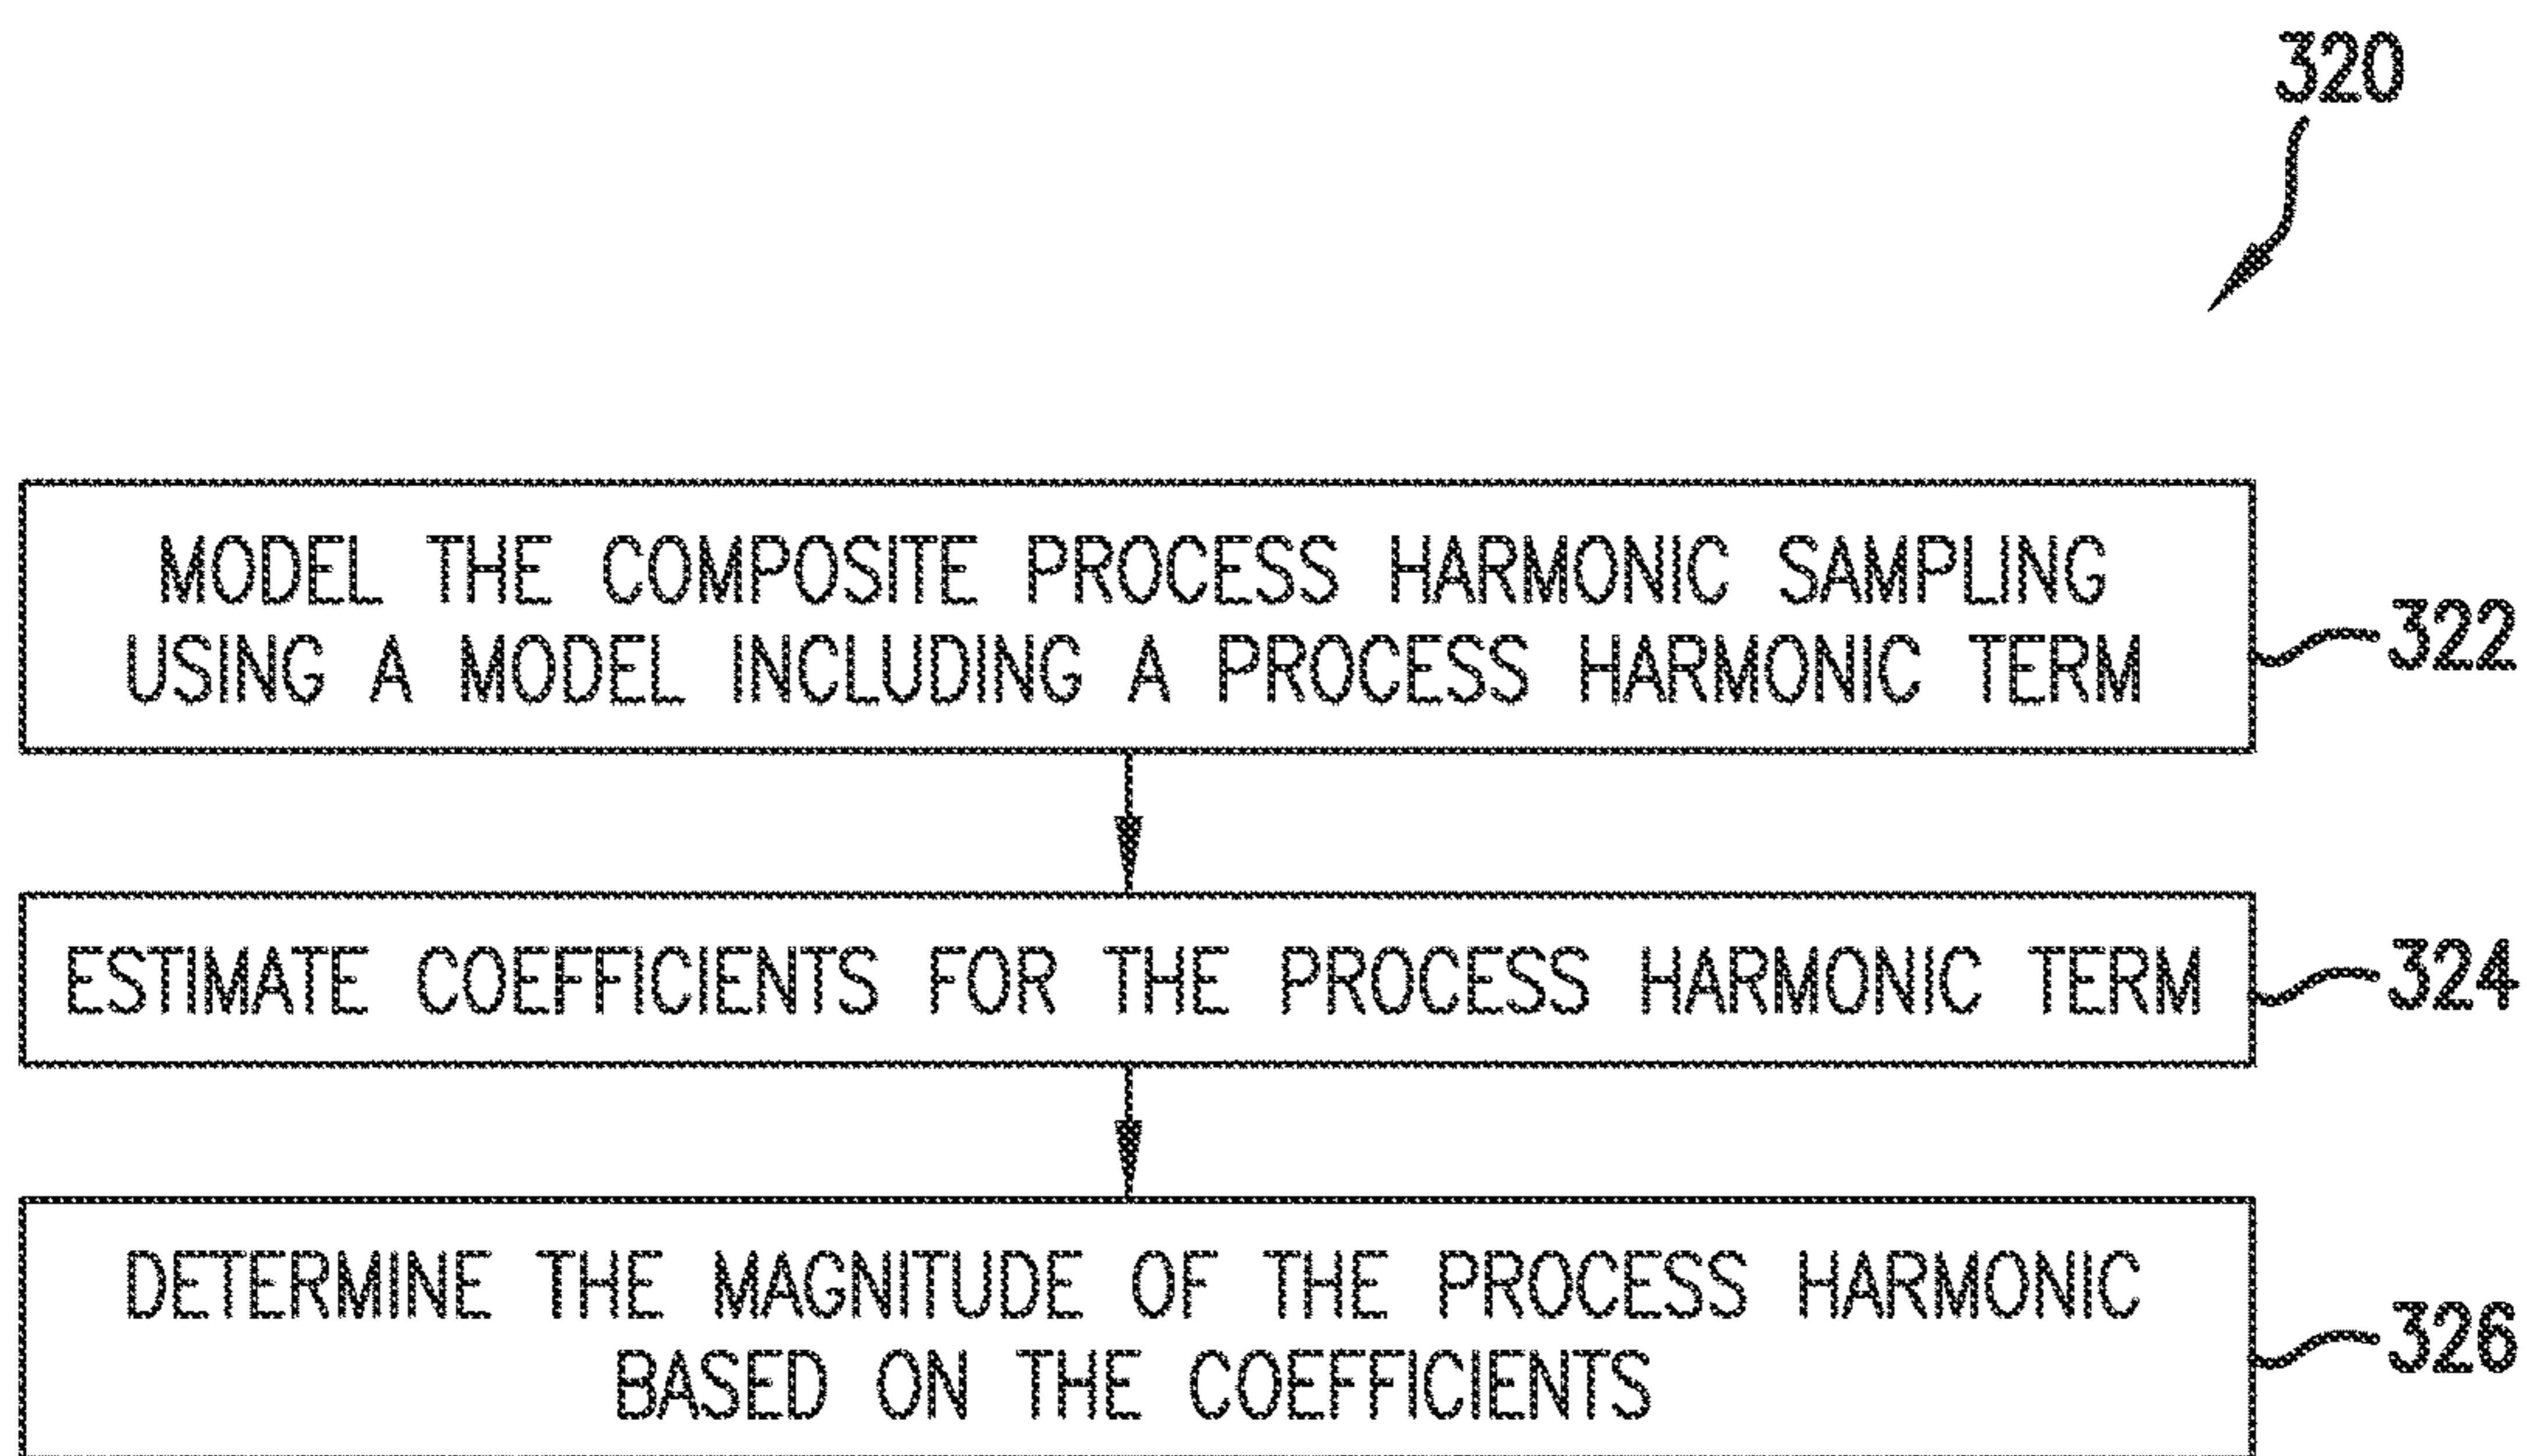 320
MODEL THE COMPOSITE PROCESS HARMONIC SAMPLING
USING A MODEL INCLUDING A PROCESS HARMONIC TERM
322
ESTIMATE COEFFICIENTS FOR THE PROCESS HARMONIC TERM
324
DETERMINE THE MAGNITUDE OF THE PROCESS HARMONIC
BASED ON THE COEFFICIENTS
326